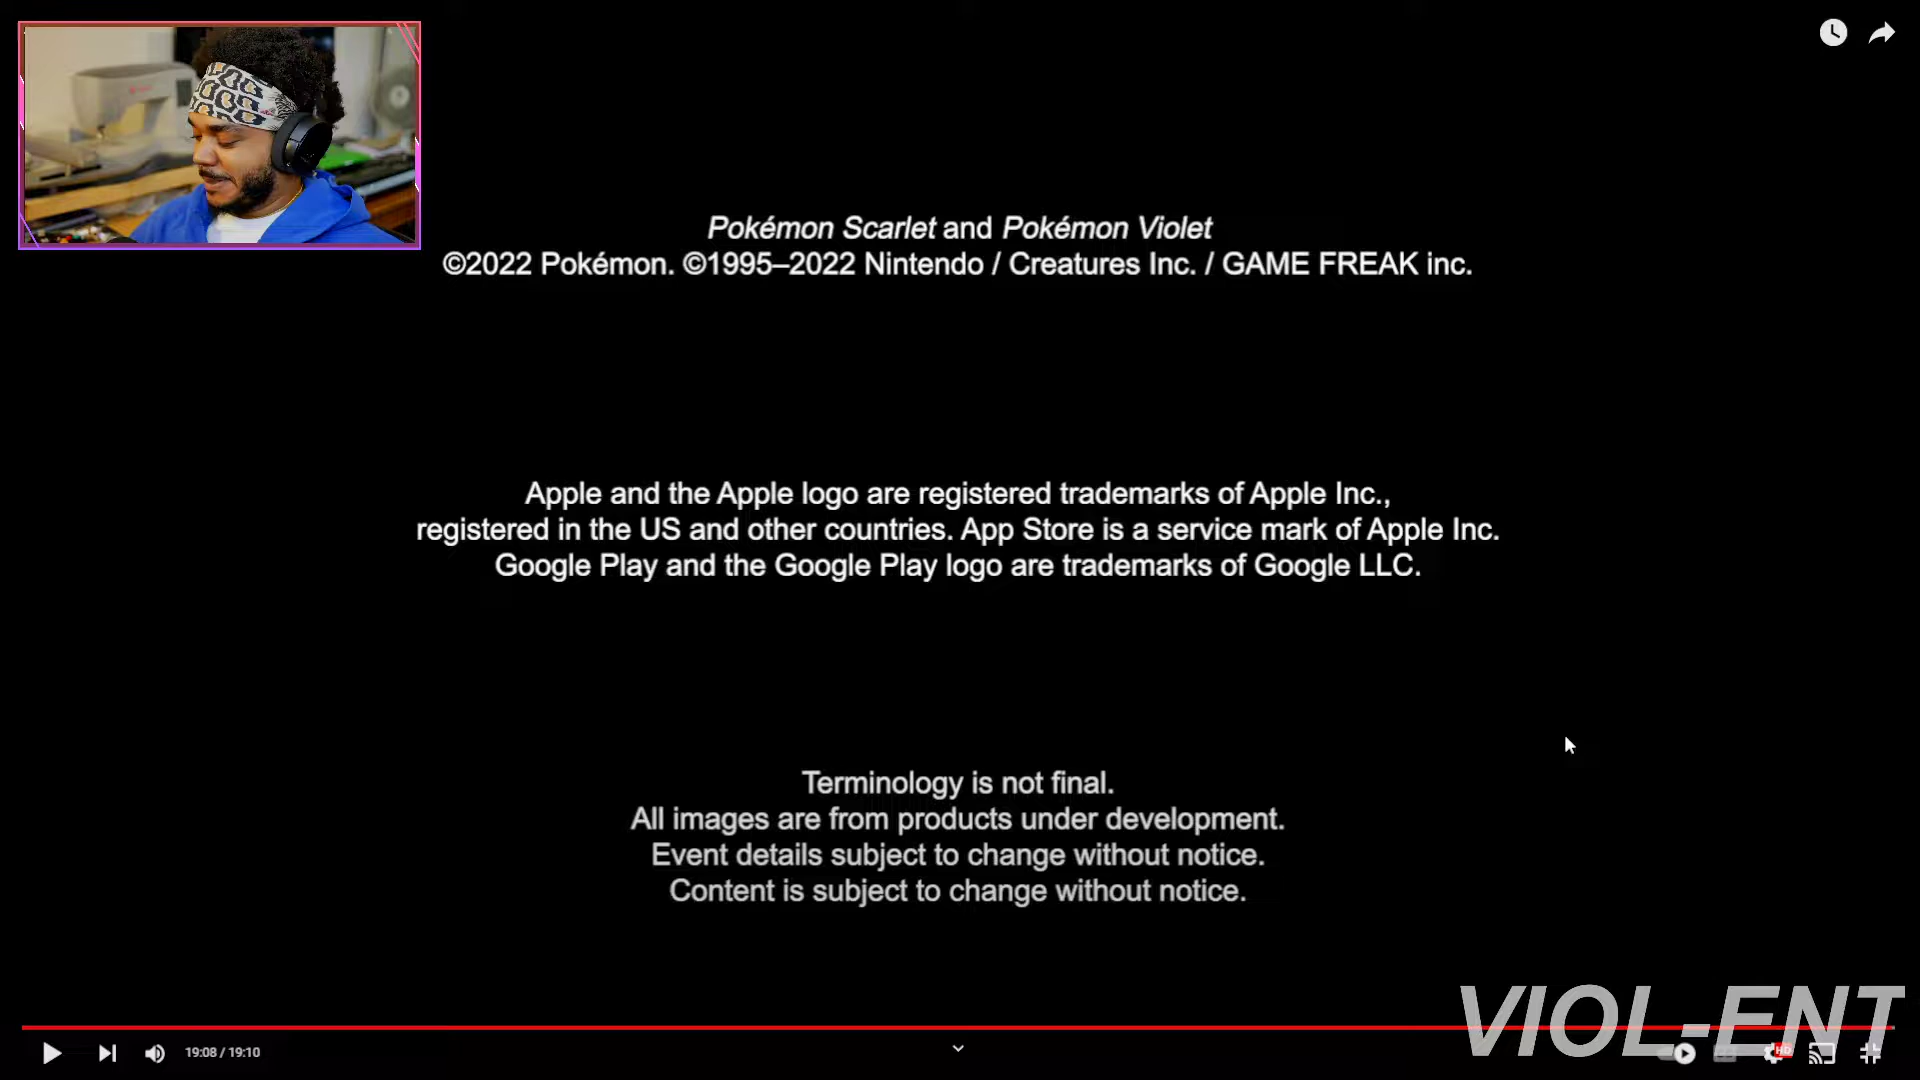 Pokémon Scarlet and Pokémon Violet
©2022 Pokémon. ©1995–2022 Nintendo / Creatures Inc. / GAME FREAK inc.
Apple and the Apple logo are registered trademarks of Apple Inc.,
registered in the US and other countries. App Store is a service mark of Apple Inc.
Google Play and the Google Play logo are trademarks of Google LLC.
Terminology is not final.
All images are from products under development.
Event details subject to change without notice.
Content is subject to change without notice.
VIOL-ENT
19:08 / 19:10
HD